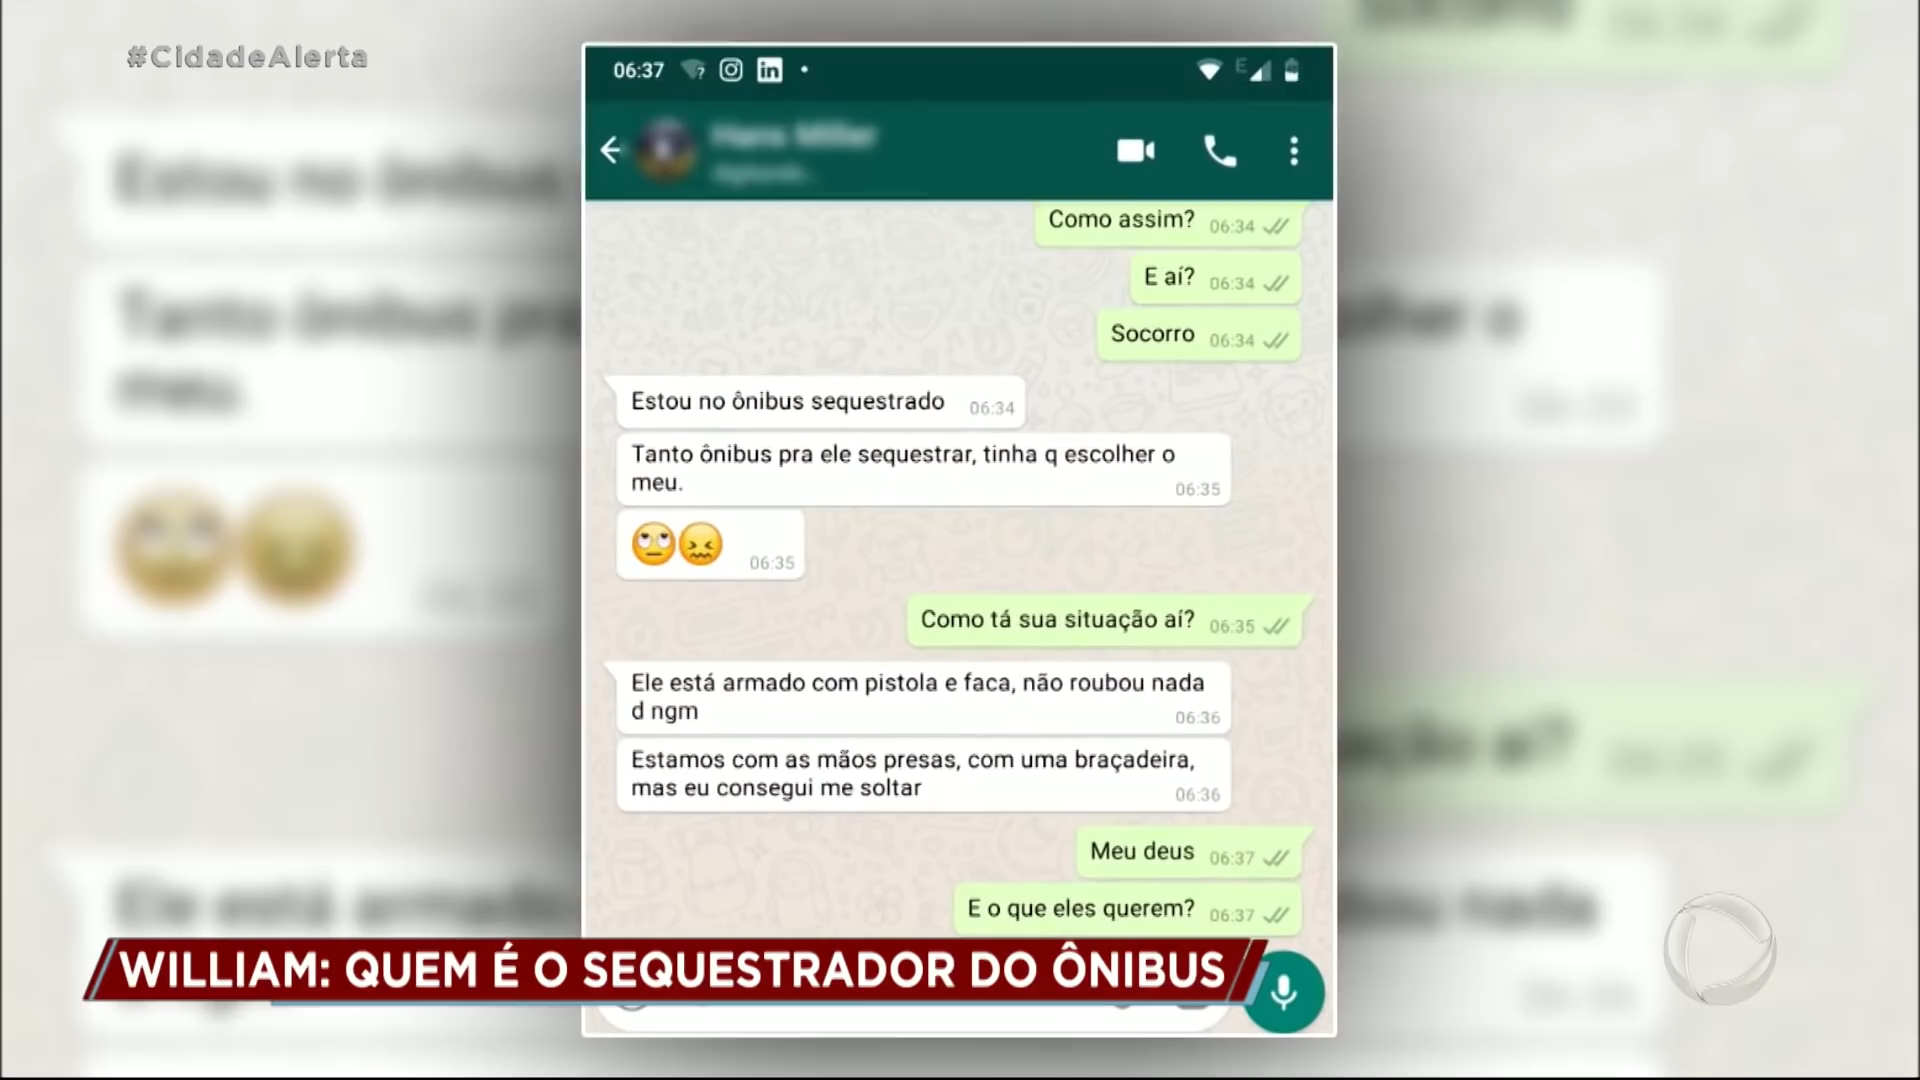 #CidadeAlerta
06:37
Como assim? 06:34
E aí? 06:34
Socorro 06:34
Estou no ônibus sequestrado 06:34
Tanto ônibus pra ele sequestrar, tinha q escolher o
meu. 06:35
06:35
Como tá sua situação aí? 06:35
Ele está armado com pistola e faca, não roubou nada
d ngm 06:36
Estamos com as mãos presas, com uma braçadeira,
mas eu consegui me soltar 06:36
Meu deus 06:37
E o que eles querem? 06:37
WILLIAM: QUEM É O SEQUESTRADOR DO ÔNIBUS